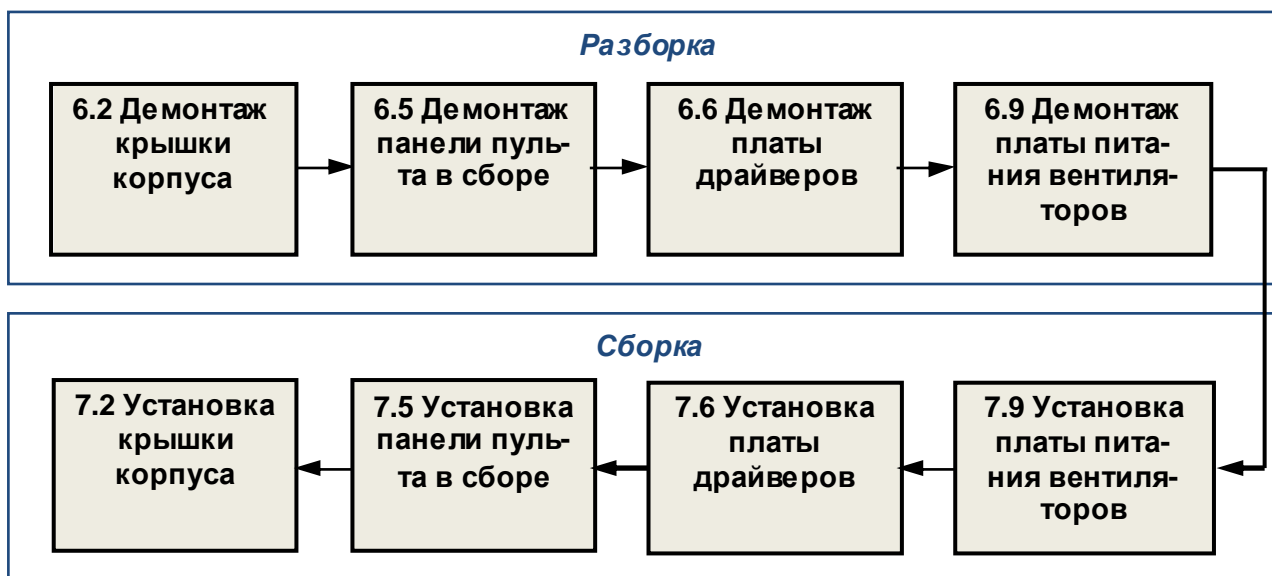 Разборка
6.2 Демонтаж
крышки
корпуса
6.5 Демонтаж
панели пуль-
та в сборе
6.6 Демонтаж
платы
драйверов
6.9 Демонтаж
платы пита-
ния вентиля-
торов
Сборка
7.2 Установка
крышки
корпуса
7.5 Установка
панели пуль-
та в сборе
7.6 Установка
платы
драйверов
7.9 Установка
платы пита-
ния вентиля-
торов